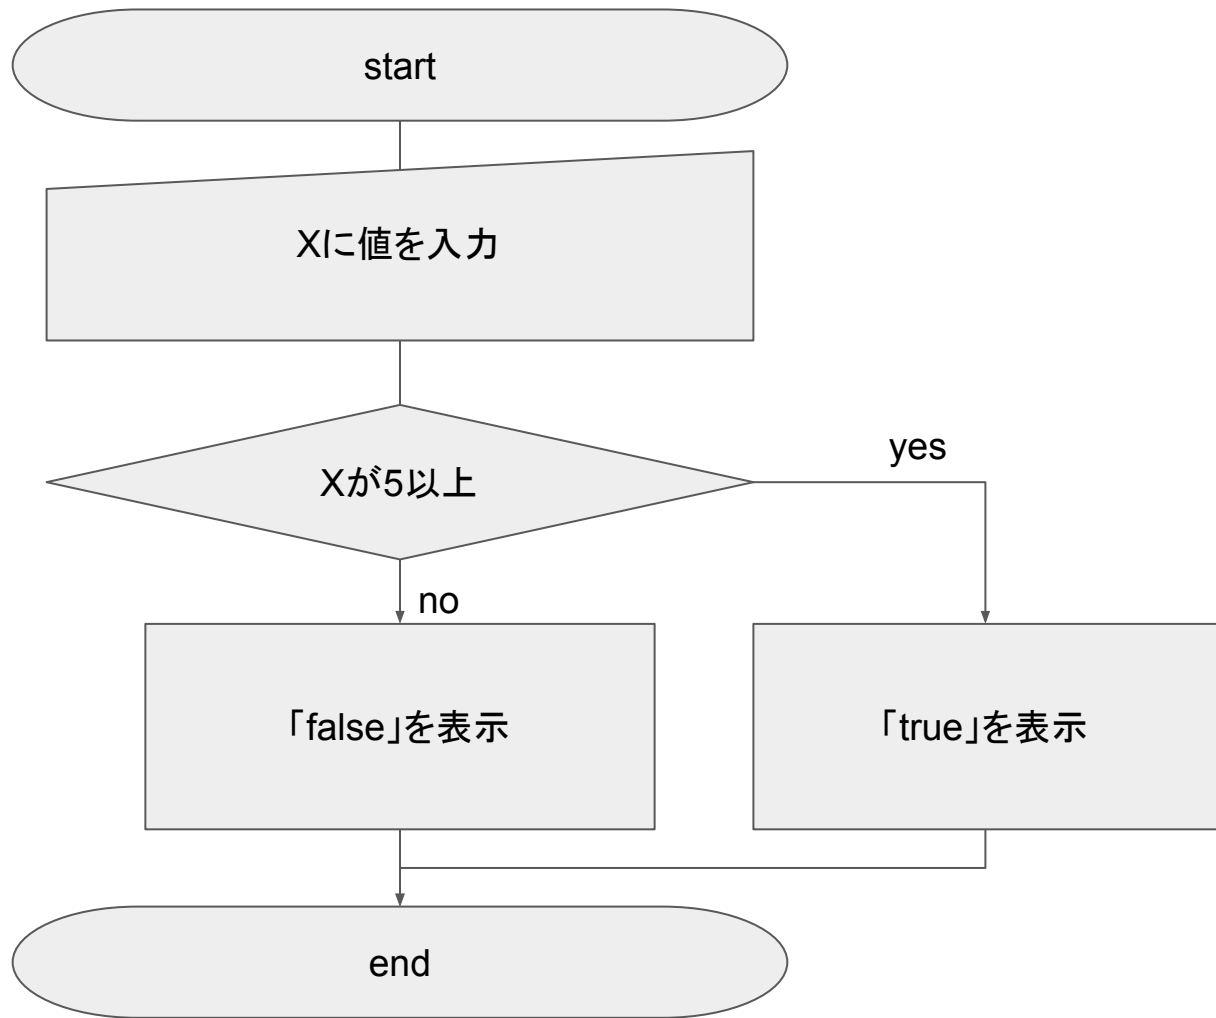 start
Xに値を入力
Xが5以上
yes
no
「false」を表示
「true」を表示
end